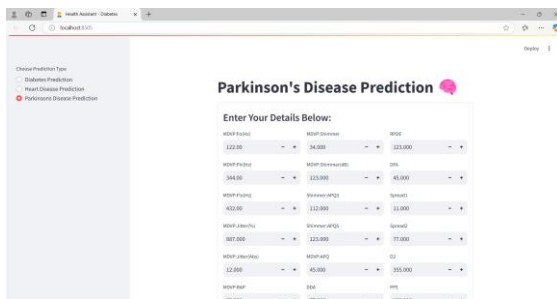 Health Assistant - Diabetes
localhost:8501
Deploy
Choose Prediction Type
Diabetes Prediction
Heart Disease Prediction
Parkinsons Disease Prediction
Parkinson's Disease Prediction
Enter Your Details Below:
MDVP:Fo(Hz) MDVP:Shimmer RPDE
122.00 - + 34.000 - + 123.000 - +
MDVP:Fhi(Hz) MDVP:Shimmer(dB) DFA
344.00 - + 123.000 - + 45.000 - +
MDVP:Flo(Hz) Shimmer:APQ3 Spread1
432.00 - + 112.000 - + 11.000 - +
MDVP:Jitter(%) Shimmer:APQ5 Spread2
887.000 - + 123.000 - + 77.000 - +
MDVP:Jitter(Abs) MDVP:APQ D2
12.000 - + 45.000 - + 355.000 - +
MDVP:RAP DDA PPE